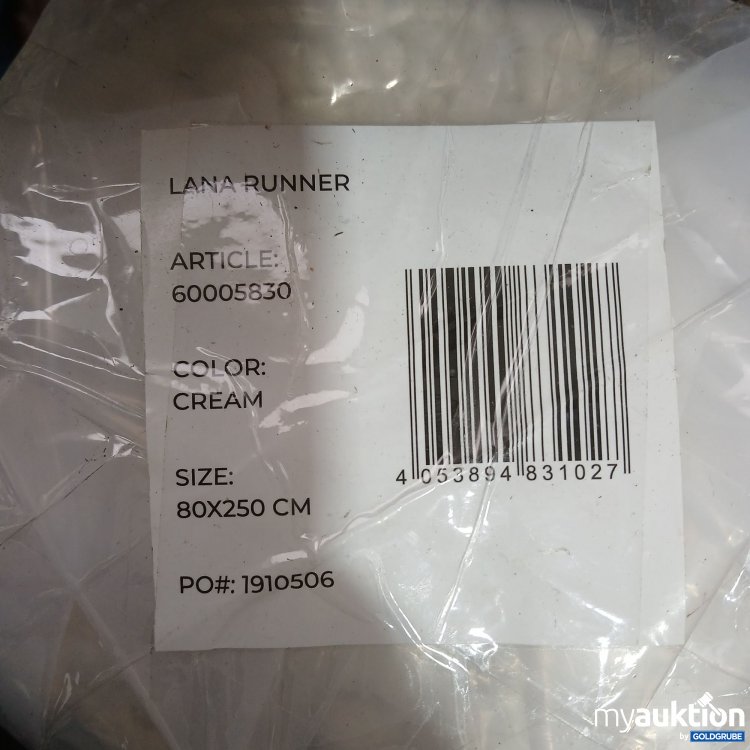 LANA RUNNER
ARTICLE:
60005830
COLOR:
CREAM
SIZE:
80X250 CM
PO#: 1910506
4 053894 831027
myauktion
by GOLDGRUBE